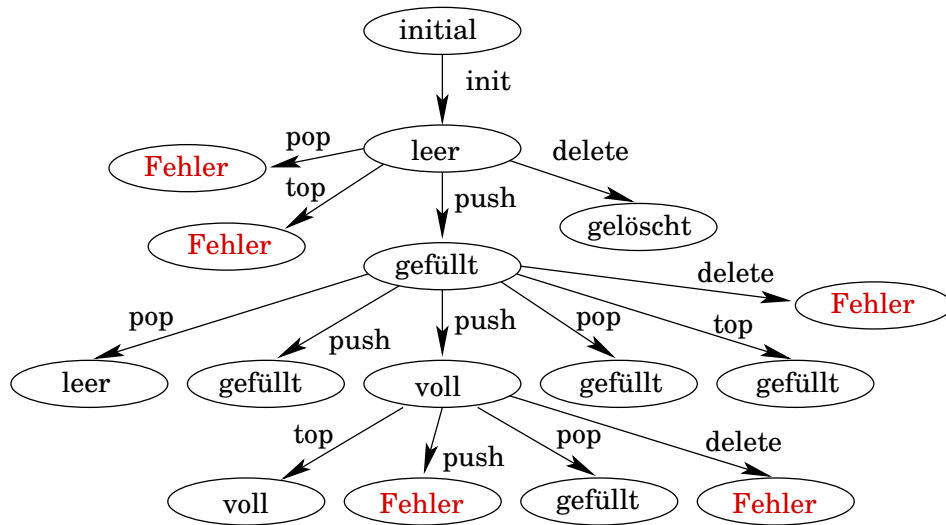 initial
init
leer
pop
Fehler
top
Fehler
push
delete
gelöscht
gefüllt
delete
Fehler
pop
push
push
pop
top
leer
gefüllt
voll
gefüllt
gefüllt
top
push
pop
delete
voll
Fehler
gefüllt
Fehler